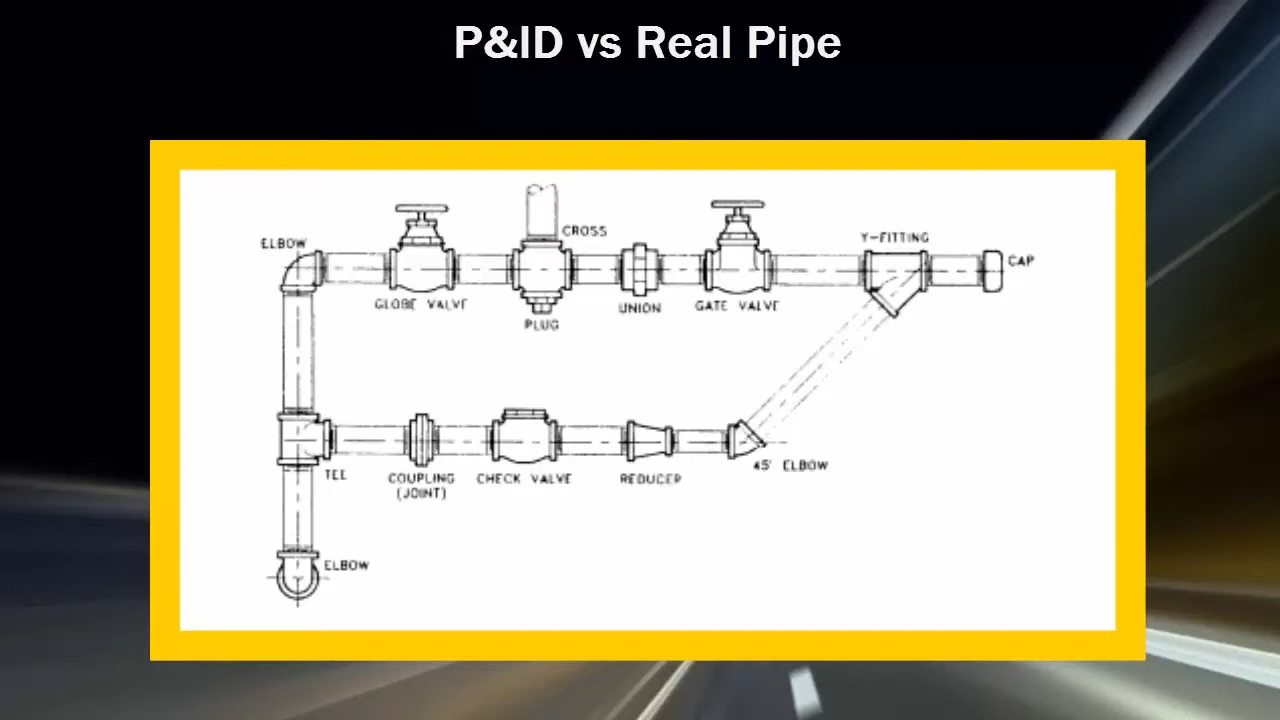 P&ID vs Real Pipe
ELBOW
CROSS
Y-FITTING
CAP
GLOBE VALVE
PLUG
UNION
GATE VALVE
TEE
COUPLING
(JOINT)
CHECK VALVE
REDUCER
45° ELBOW
ELBOW